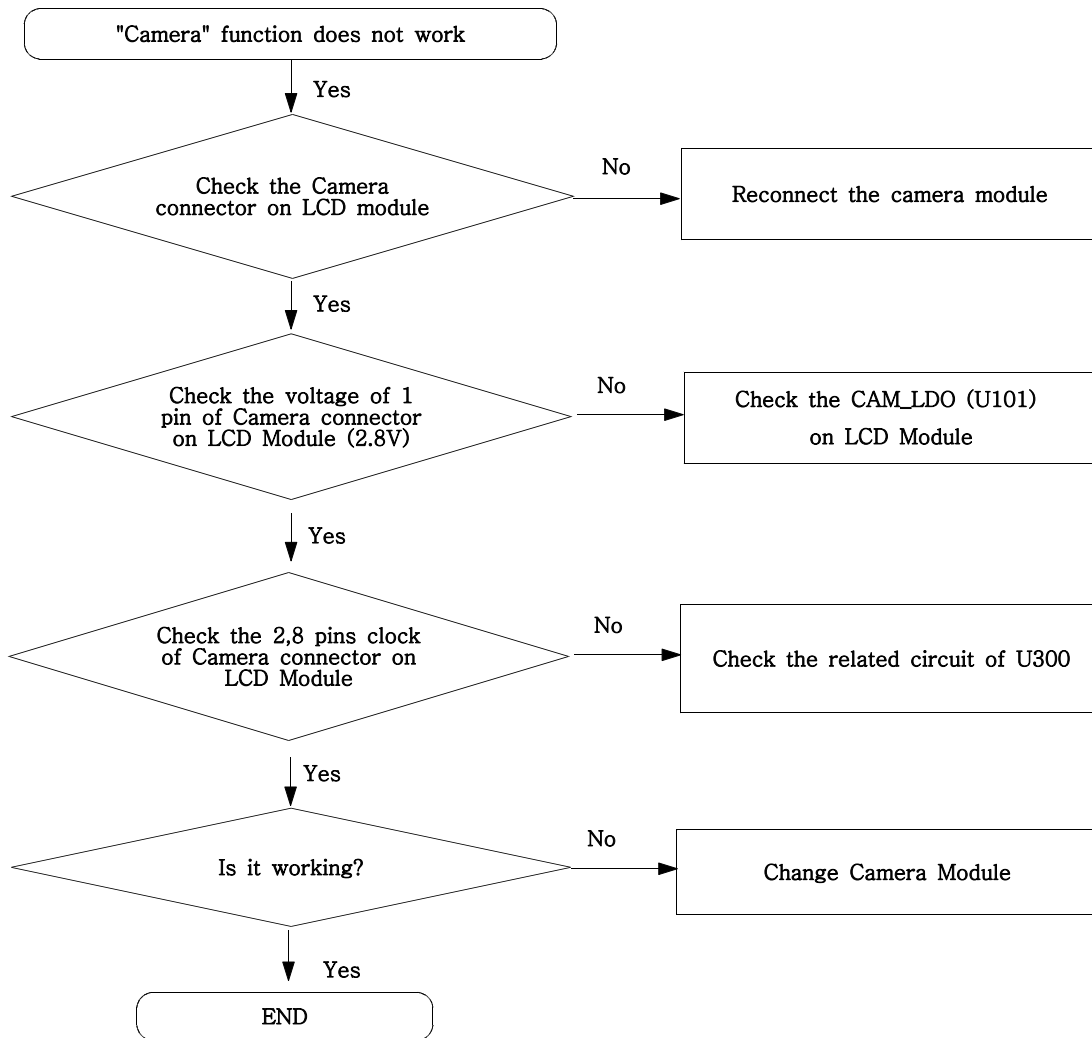 "Camera" function does not work
Yes
Check the Camera
connector on LCD module
No
Reconnect the camera module
Yes
Check the voltage of 1
pin of Camera connector
on LCD Module (2.8V)
No
Check the CAM_LDO (U101)
on LCD Module
Yes
Check the 2,8 pins clock
of Camera connector on
LCD Module
No
Check the related circuit of U300
Yes
Is it working?
No
Change Camera Module
Yes
END